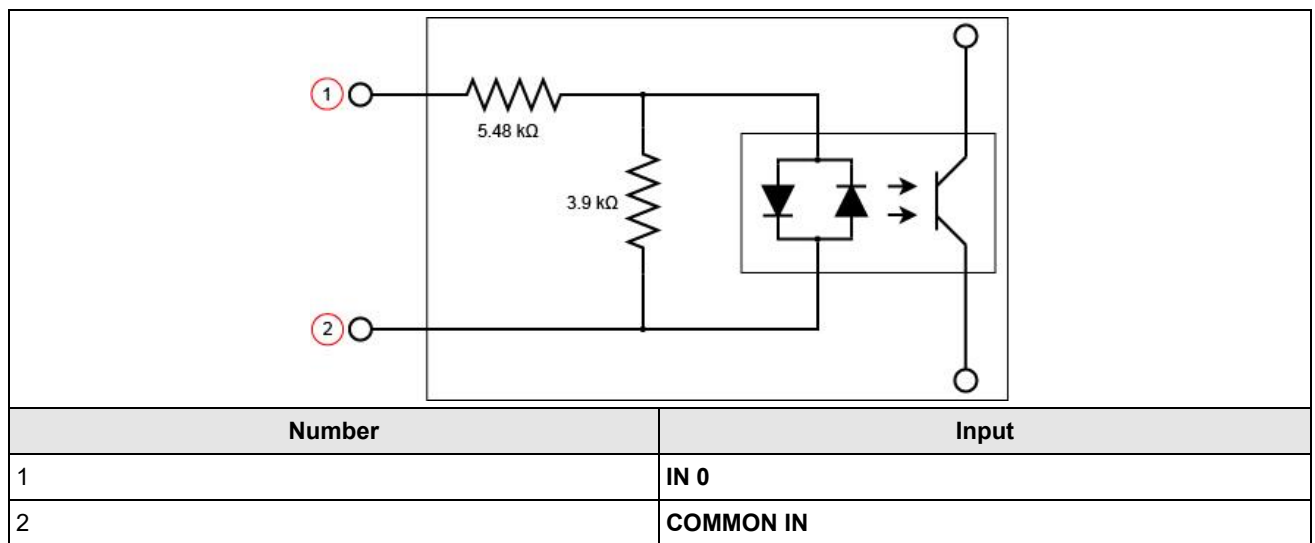 1
5.48 kΩ
3.9 kΩ
2
Number Input
1 IN 0
2 COMMON IN